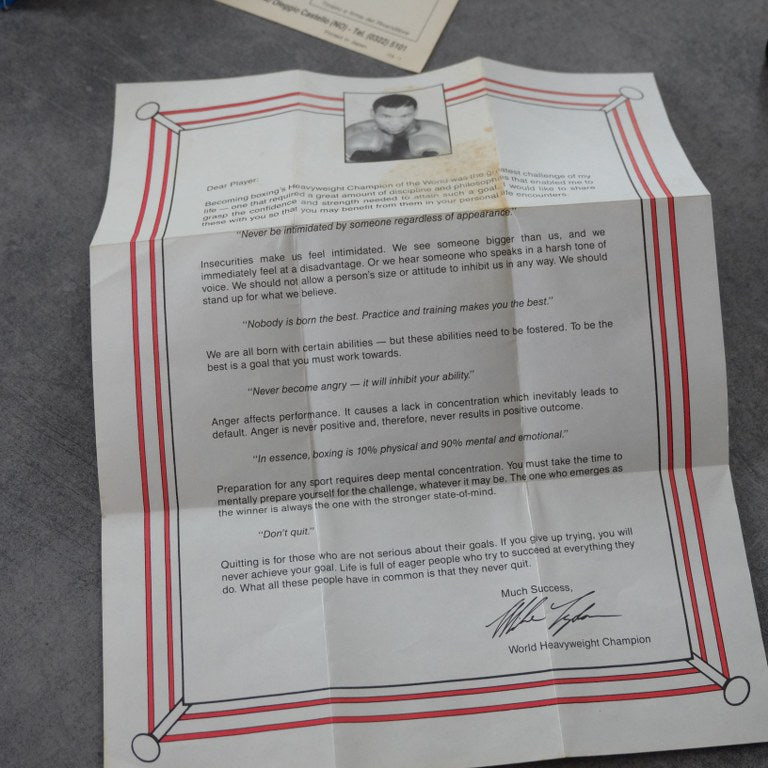 Oleggio Castello (NO) - Tel. (0322) 5101
Printed in Japan
Dear Player:
Becoming boxing's Heavyweight Champion of the World was the greatest challenge of my
life — one that required a great amount of discipline and philosophies that enabled me to
grasp the confidence and strength needed to attain such a goal. I would like to share
these with you so that you may benefit from them in your personal life encounters.
"Never be intimidated by someone regardless of appearance."
Insecurities make us feel intimidated. We see someone bigger than us, and we
immediately feel at a disadvantage. Or we hear someone who speaks in a harsh tone of
voice. We should not allow a person's size or attitude to inhibit us in any way. We should
stand up for what we believe.
"Nobody is born the best. Practice and training makes you the best."
We are all born with certain abilities — but these abilities need to be fostered. To be the
best is a goal that you must work towards.
"Never become angry — it will inhibit your ability."
Anger affects performance. It causes a lack in concentration which inevitably leads to
default. Anger is never positive and, therefore, never results in positive outcome.
"In essence, boxing is 10% physical and 90% mental and emotional."
Preparation for any sport requires deep mental concentration. You must take the time to
mentally prepare yourself for the challenge, whatever it may be. The one who emerges as
the winner is always the one with the stronger state-of-mind.
"Don't quit."
Quitting is for those who are not serious about their goals. If you give up trying, you will
never achieve your goal. Life is full of eager people who try to succeed at everything they
do. What all these people have in common is that they never quit.
Much Success,
Mike Tyson
World Heavyweight Champion